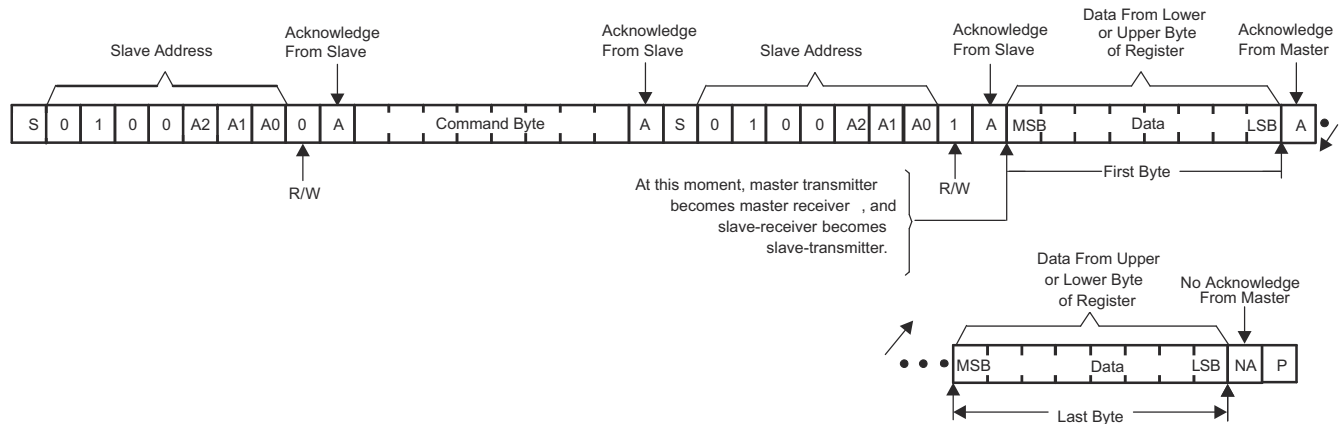 Slave Address
Acknowledge
From Slave
Acknowledge
From Slave
Slave Address
Acknowledge
From Slave
Data From Lower
or Upper Byte
of Register
Acknowledge
From Master
S 0 1 0 0 A2 A1 A0 0 A Command Byte A S 0 1 0 0 A2 A1 A0 1 A MSB Data LSB A
R/W
R/W
First Byte
At this moment, master transmitter
becomes master receiver , and
slave-receiver becomes
slave-transmitter.
Data From Upper
or Lower Byte
of Register
No Acknowledge
From Master
MSB Data LSB NA P
Last Byte